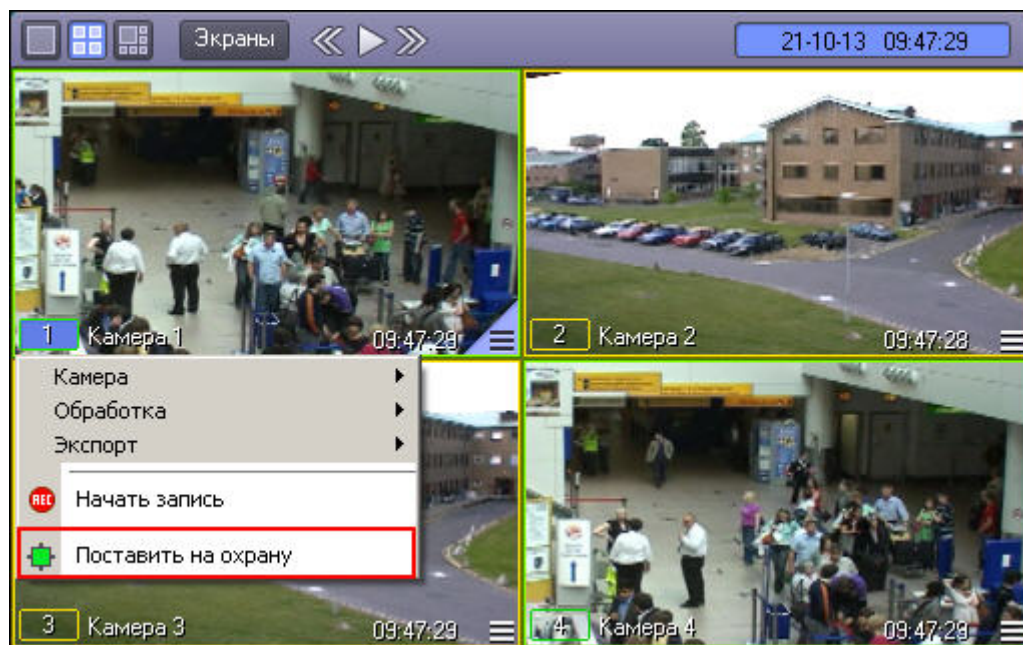 Экраны
21-10-13 09:47:29
1 Камера 1 09:47:29
2 Камера 2 09:47:28
Камера
Обработка
Экспорт
REC Начать запись
Поставить на охрану
3 Камера 3 09:47:29
4 Камера 4 09:47:29